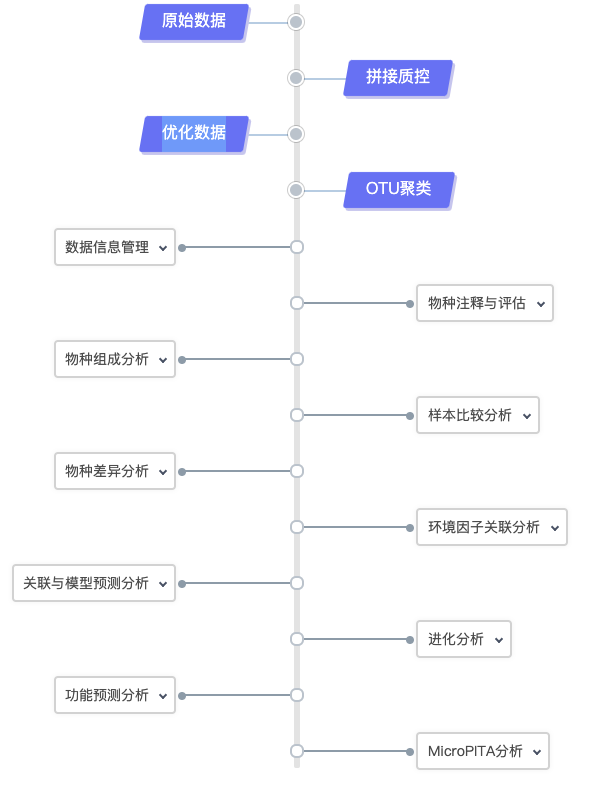 原始数据
拼接质控
优化数据
OTU聚类
数据信息管理
物种注释与评估
物种组成分析
样本比较分析
物种差异分析
环境因子关联分析
关联与模型预测分析
进化分析
功能预测分析
MicroPITA分析